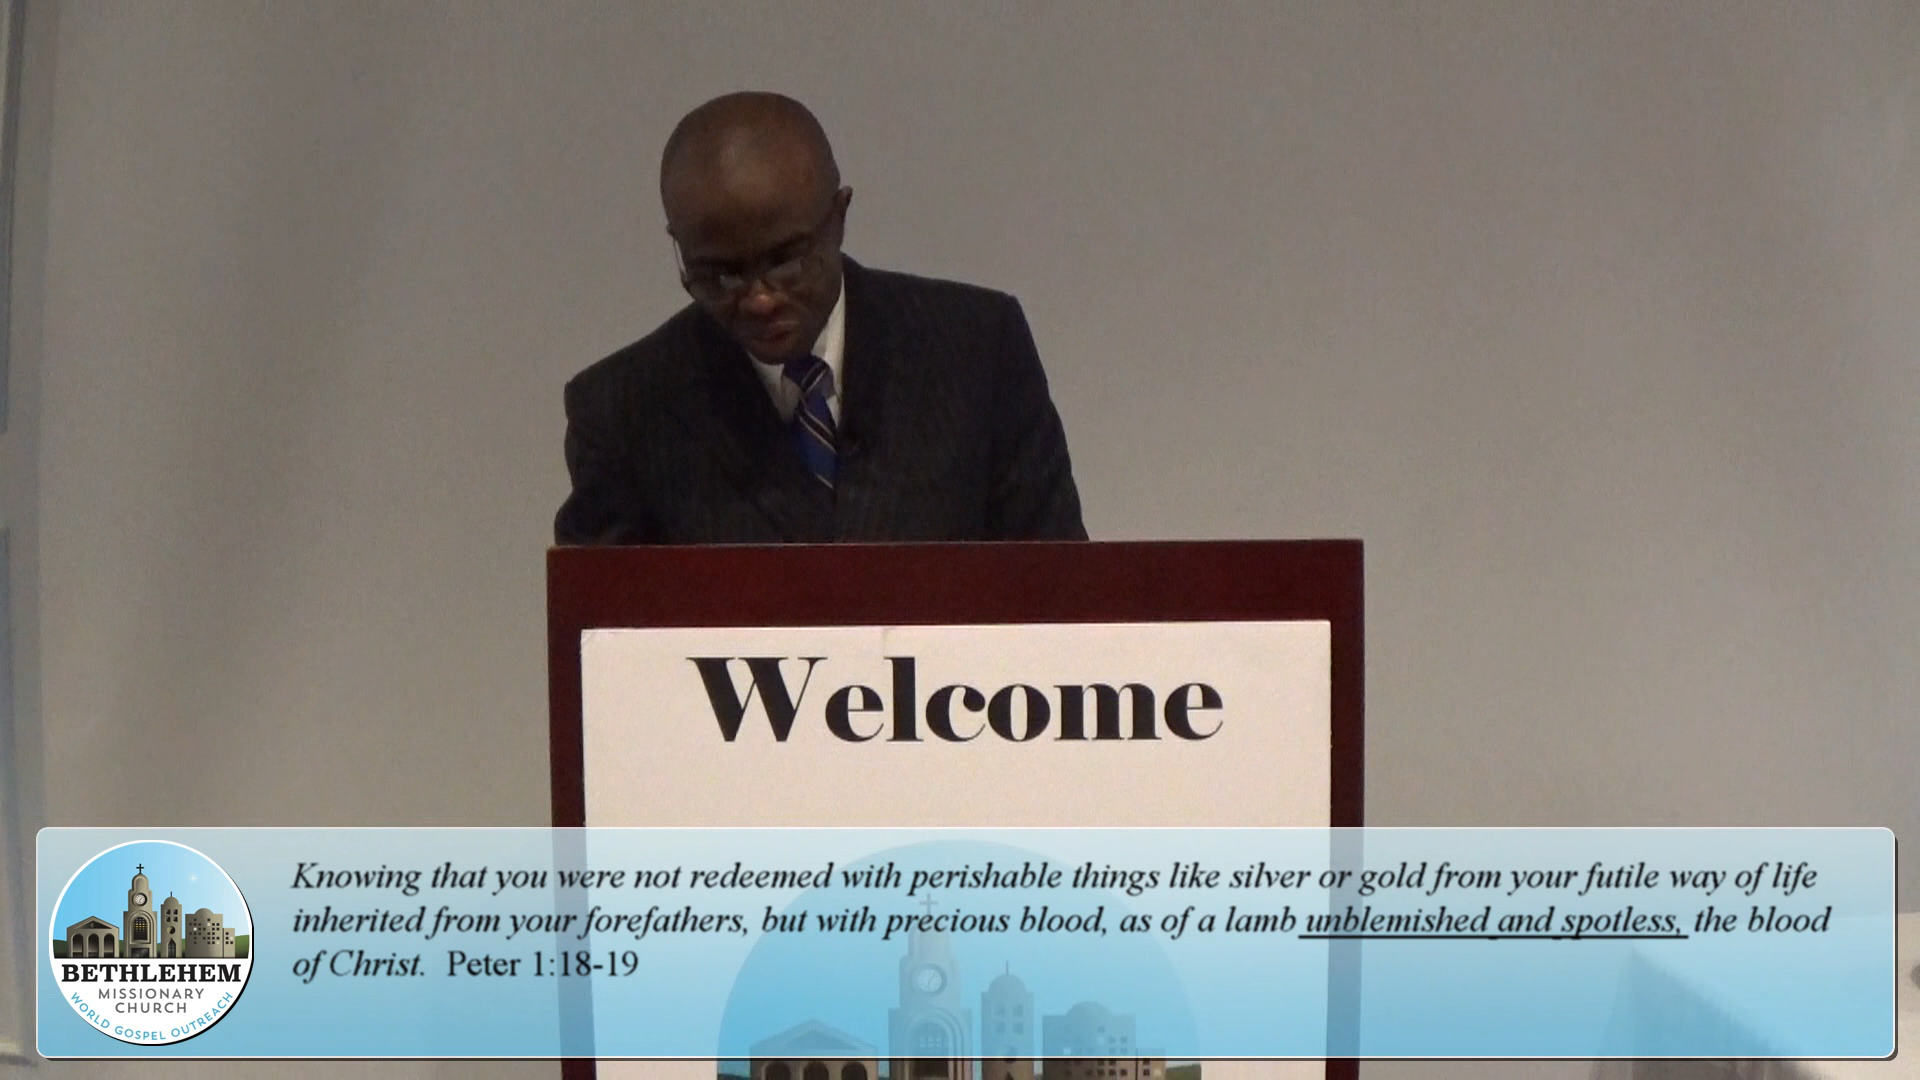 Welcome
Knowing that you were not redeemed with perishable things like silver or gold from your futile way of life
inherited from your forefathers, but with precious blood, as of a lamb unblemished and spotless, the blood
of Christ. Peter 1:18-19
BETHLEHEM
MISSIONARY
CHURCH
WORLD GOSPEL OUTREACH